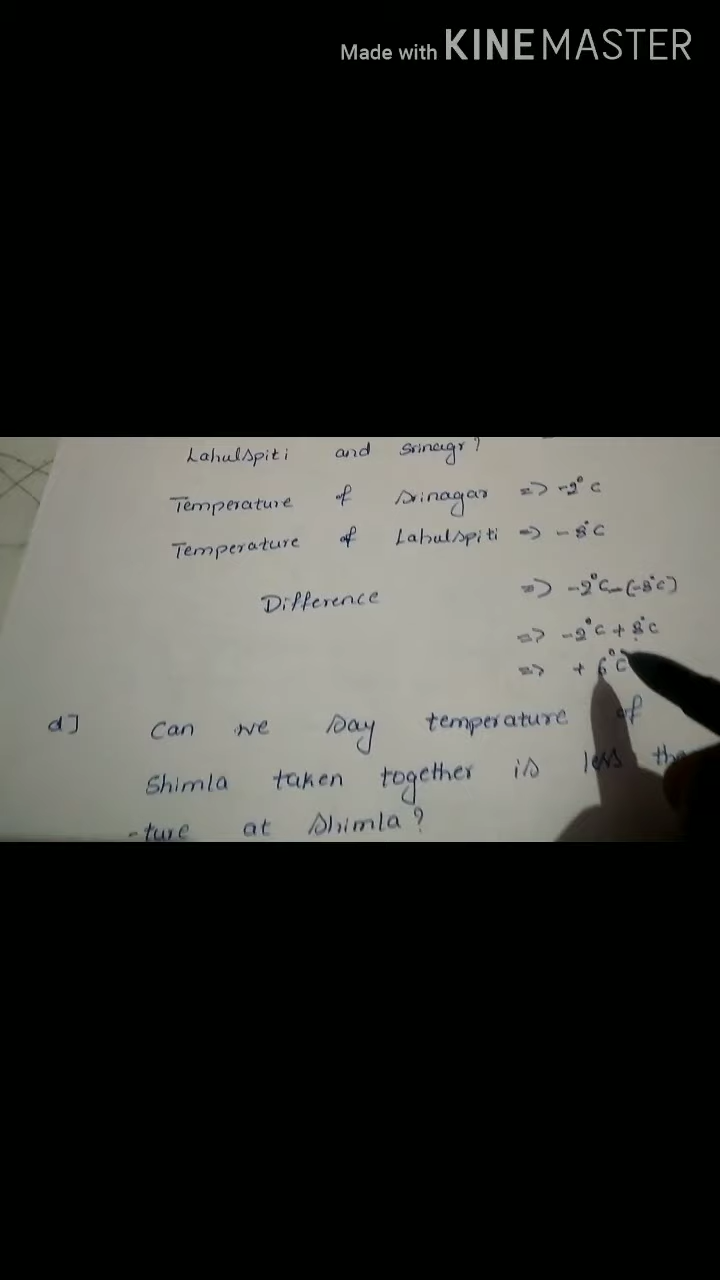 Made with KINEMASTER
Lahulspiti and Srinagr?
Temperature of Srinagar => -2°C
Temperature of Lahulspiti => -8°C
Difference => -2°C-(-8°C)
=> -2°C + 8°C
=> + 6°C
d] Can we say temperature of
Shimla taken together is less
-ture at Shimla?